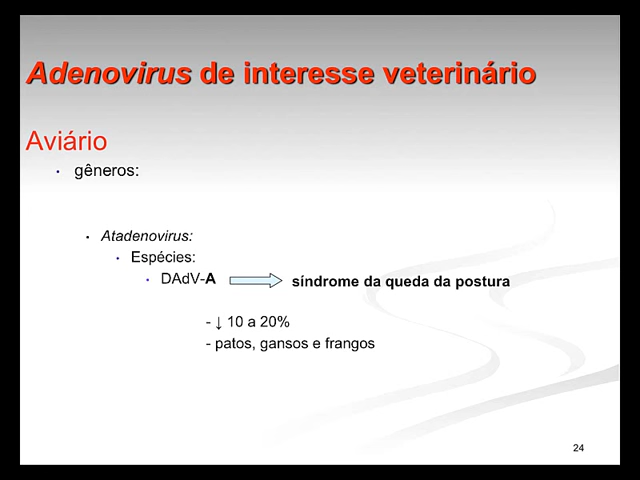 Adenovirus de interesse veterinário
Aviário
• gêneros:
• Atadenovirus:
• Espécies:
• DAdV-A síndrome da queda da postura
- ↓ 10 a 20%
- patos, gansos e frangos
24